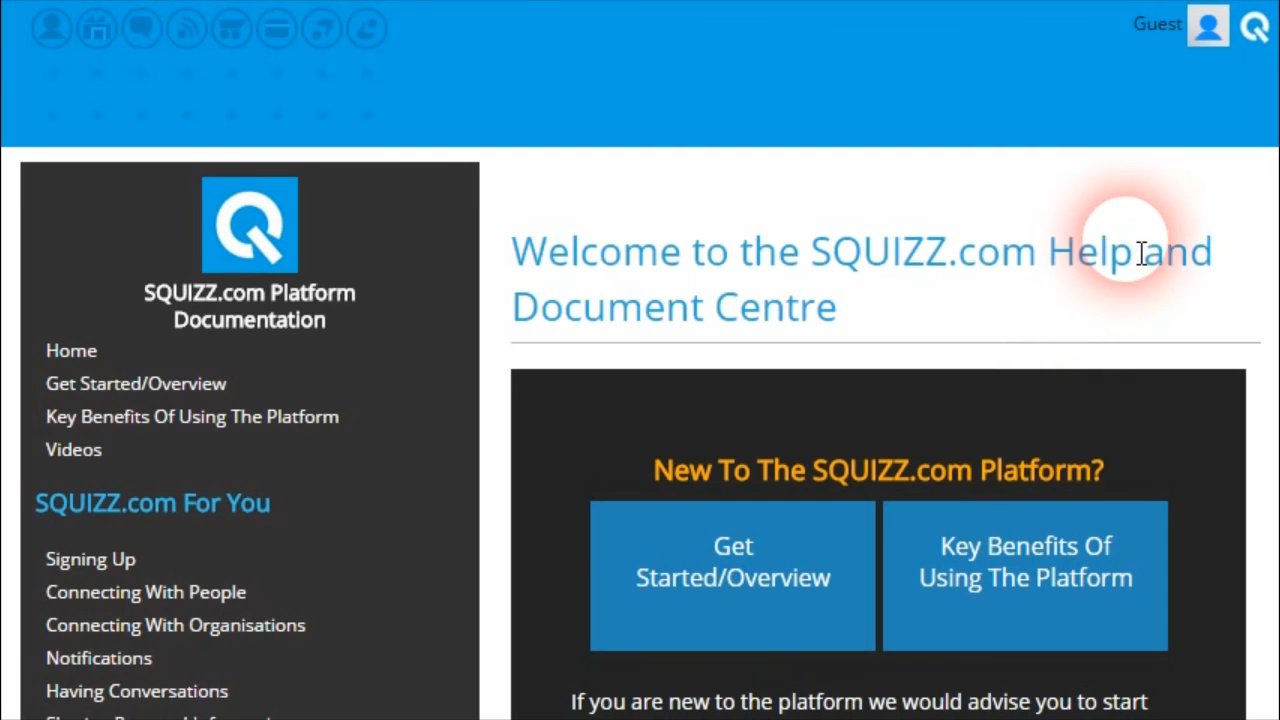 Guest
SQUIZZ.com Platform
Documentation
Home
Get Started/Overview
Key Benefits Of Using The Platform
Videos
SQUIZZ.com For You
Signing Up
Connecting With People
Connecting With Organisations
Notifications
Having Conversations
Welcome to the SQUIZZ.com Help and
Document Centre
New To The SQUIZZ.com Platform?
Get
Started/Overview
Key Benefits Of
Using The Platform
If you are new to the platform we would advise you to start